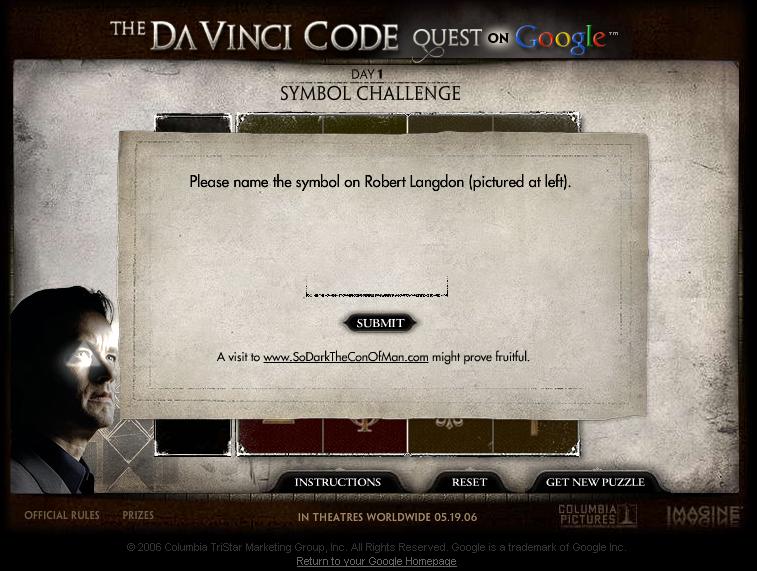 THE DA VINCI CODE QUEST ON Google™
DAY 1
SYMBOL CHALLENGE
Please name the symbol on Robert Langdon (pictured at left).
SUBMIT
A visit to www.SoDarkTheConOfMan.com might prove fruitful.
INSTRUCTIONS RESET GET NEW PUZZLE
OFFICIAL RULES PRIZES IN THEATRES WORLDWIDE 05.19.06 COLUMBIA PICTURES IMAGINE
© 2006 Columbia TriStar Marketing Group, Inc. All Rights Reserved. Google is a trademark of Google Inc.
Return to your Google Homepage